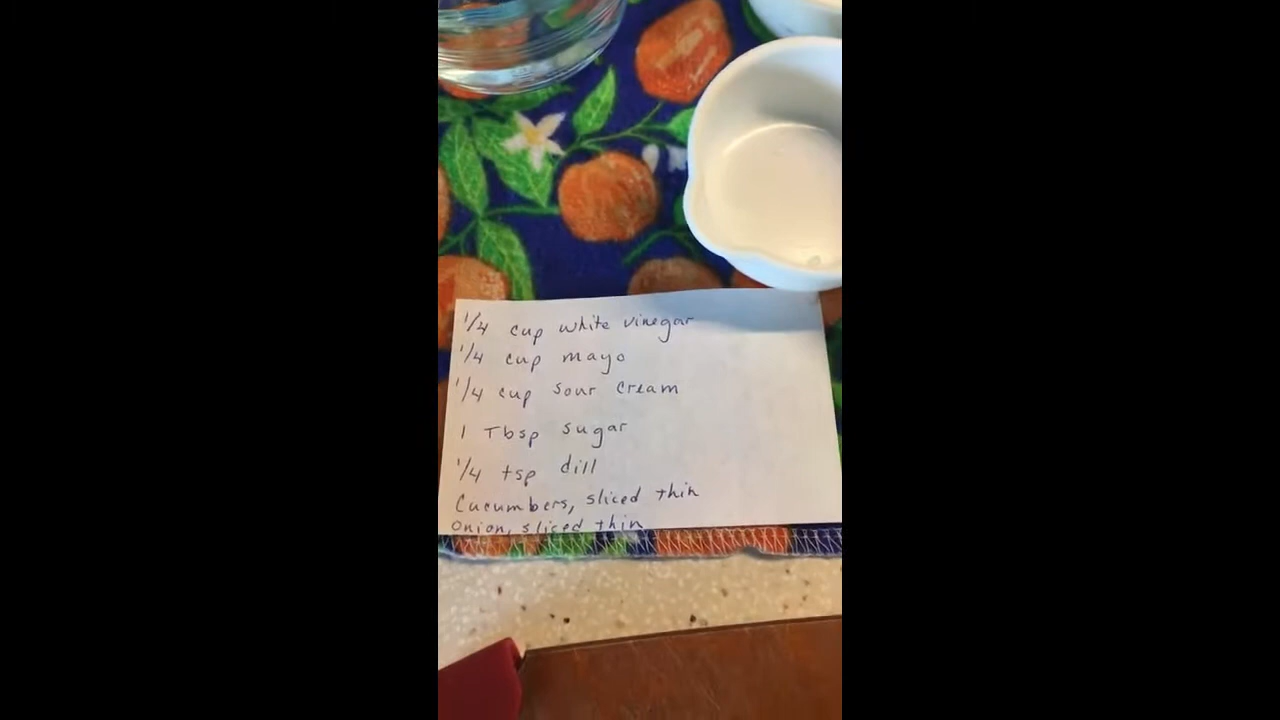 1/4 cup white vinegar
1/4 cup mayo
1/4 cup sour cream
1 Tbsp sugar
1/4 tsp dill
Cucumbers, sliced thin
Onion, sliced thin